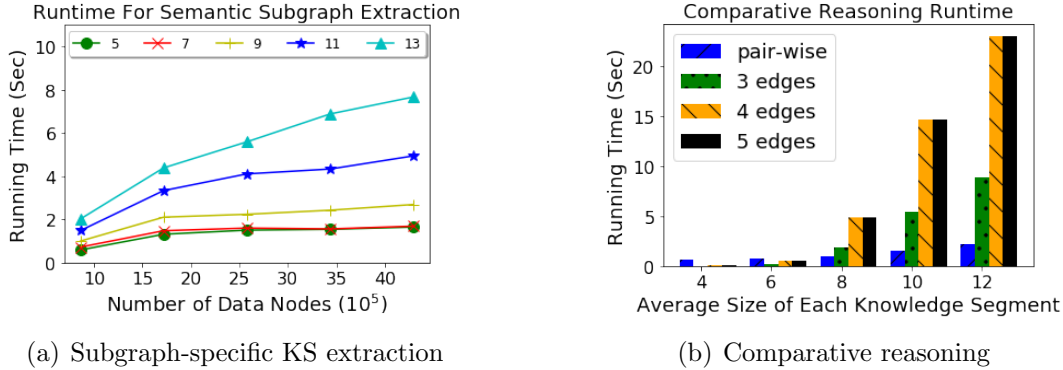 Runtime For Semantic Subgraph Extraction
5 7 9 11 13
10
8
6
4
2
0
Running Time (Sec)
10 15 20 25 30 35 40
Number of Data Nodes (10^5)
(a) Subgraph-specific KS extraction
Comparative Reasoning Runtime
pair-wise
3 edges
4 edges
5 edges
20
15
10
5
0
Running Time (Sec)
4 6 8 10 12
Average Size of Each Knowledge Segment
(b) Comparative reasoning